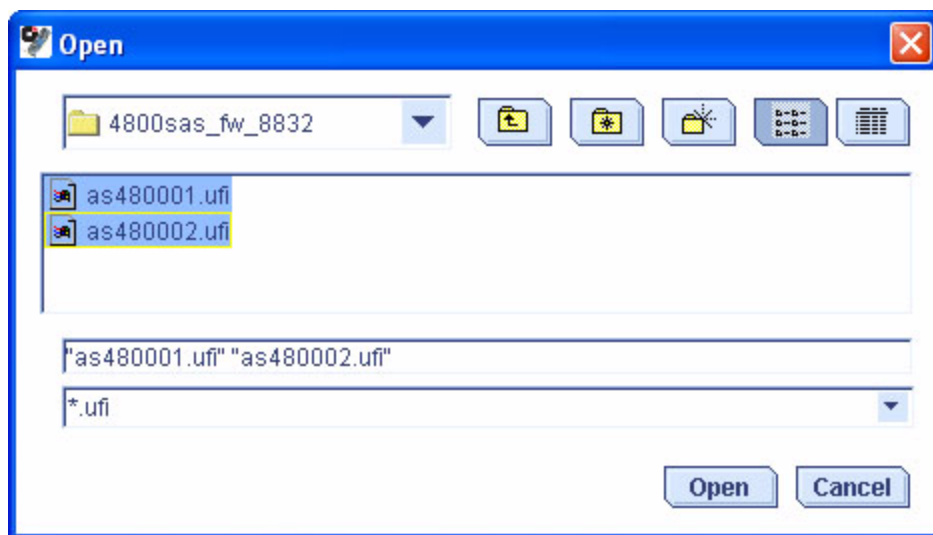 Open
4800sas_fw_8832
as480001.ufi
as480002.ufi
"as480001.ufi" "as480002.ufi"
*.ufi
Open Cancel